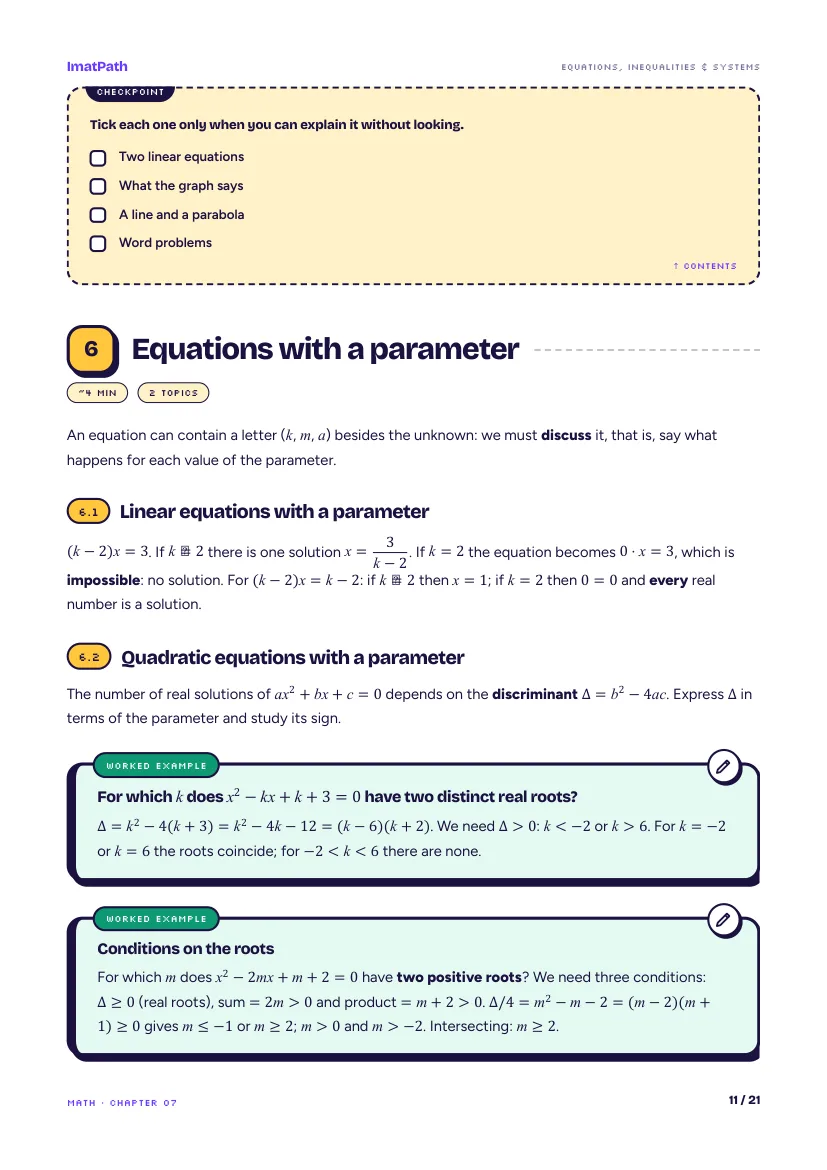 ImatPath
EQUATIONS, INEQUALITIES & SYSTEMS
CHECKPOINT
Tick each one only when you can explain it without looking.
Two linear equations
What the graph says
A line and a parabola
Word problems
↑ CONTENTS
6 Equations with a parameter
~4 MIN 2 TOPICS
An equation can contain a letter (k, m, a) besides the unknown: we must discuss it, that is, say what
happens for each value of the parameter.
6.1 Linear equations with a parameter
(k − 2)x = 3. If k 2 there is one solution x = 3/(k − 2). If k = 2 the equation becomes 0 · x = 3, which is
impossible: no solution. For (k − 2)x = k − 2: if k 2 then x = 1; if k = 2 then 0 = 0 and every real
number is a solution.
6.2 Quadratic equations with a parameter
The number of real solutions of ax² + bx + c = 0 depends on the discriminant Δ = b² − 4ac. Express Δ in
terms of the parameter and study its sign.
WORKED EXAMPLE
For which k does x² − kx + k + 3 = 0 have two distinct real roots?
Δ = k² − 4(k + 3) = k² − 4k − 12 = (k − 6)(k + 2). We need Δ > 0: k < −2 or k > 6. For k = −2
or k = 6 the roots coincide; for −2 < k < 6 there are none.
WORKED EXAMPLE
Conditions on the roots
For which m does x² − 2mx + m + 2 = 0 have two positive roots? We need three conditions:
Δ ≥ 0 (real roots), sum = 2m > 0 and product = m + 2 > 0. Δ/4 = m² − m − 2 = (m − 2)(m +
1) ≥ 0 gives m ≤ −1 or m ≥ 2; m > 0 and m > −2. Intersecting: m ≥ 2.
MATH · CHAPTER 07
11 / 21